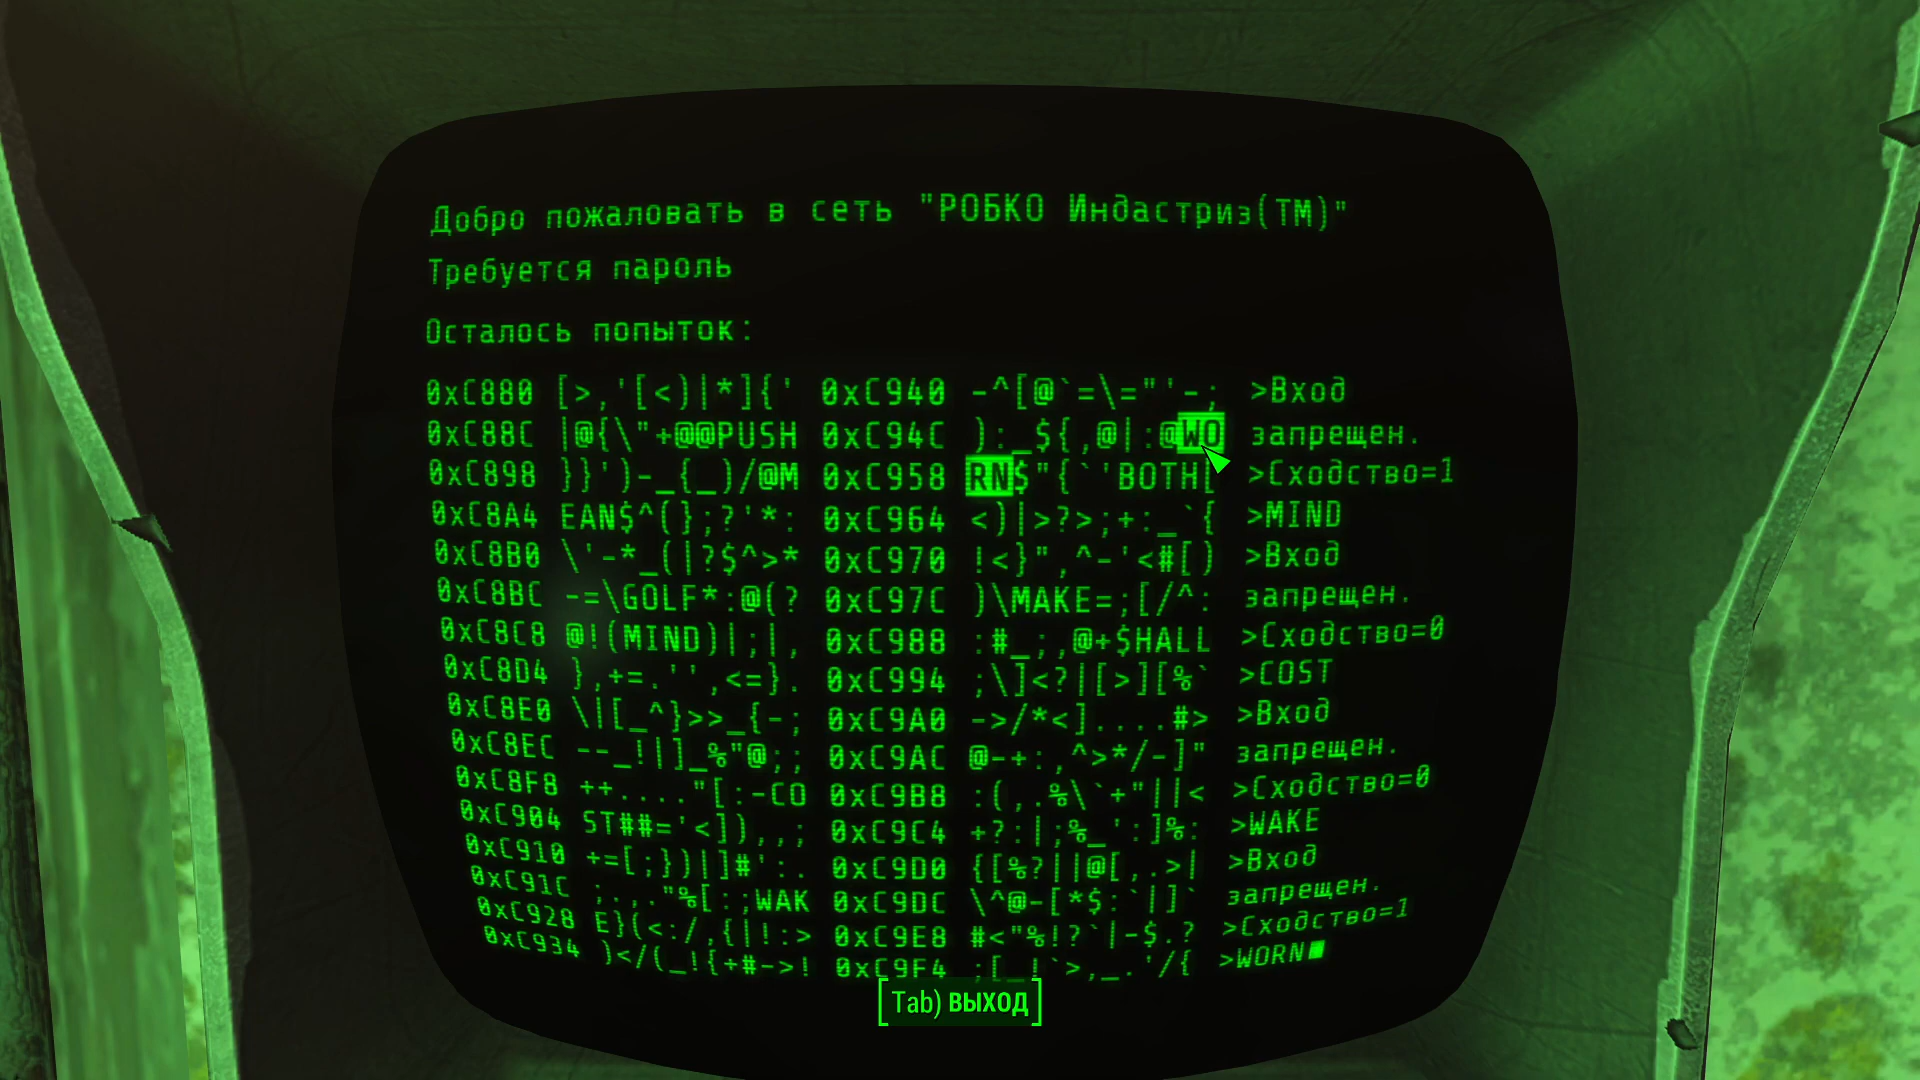 Добро пожаловать в сеть "РОБКО Индастриз(ТМ)"
Требуется пароль
Осталось попыток:
0xC880 [>,'[<)|*]{' 0xC940 -^[@`=\="'-; >Вход
0xC88C |@{\"+@@PUSH 0xC94C ):_${,@|:@WO запрещен.
0xC898 }}')-_{_)/@M 0xC958 RN$"{`'BOTH[ >Сходство=1
0xC8A4 EAN$^(};?'*: 0xC964 <)|>?>;+:_`{ >MIND
0xC8B0 \'-*_(|?$^>* 0xC970 !<}",^-'<#[) >Вход
0xC8BC -=\GOLF*:@(? 0xC97C )\MAKE=;[/^: запрещен.
0xC8C8 @!(MIND)|;|, 0xC988 :#_;,@+$HALL >Сходство=0
0xC8D4 },+=.'',<=}. 0xC994 ;\]<?|[>][%` >COST
0xC8E0 \|[_^}>>_{-; 0xC9A0 ->/*<]....#> >Вход
0xC8EC --_!|]_%"@;; 0xC9AC @-+:,^>*/-]" запрещен.
0xC8F8 ++...."[:-CO 0xC9B8 :(,.%\`+"||< >Сходство=0
0xC904 ST##='<]),,; 0xC9C4 +?:|;%_':]%: >WAKE
0xC910 +=[;})|]#':. 0xC9D0 {[%?||@[,.>| >Вход
0xC91C ;.,."%[:;WAK 0xC9DC \^@-[*$:`|]` запрещен.
0xC928 E}(<:/,{|!:> 0xC9E8 #<"%!?`|-$.? >Сходство=1
0xC934 )</(_!{+#->! 0xC9F4 ;[_!`>,_.'/{ >WORN
Tab) ВЫХОД